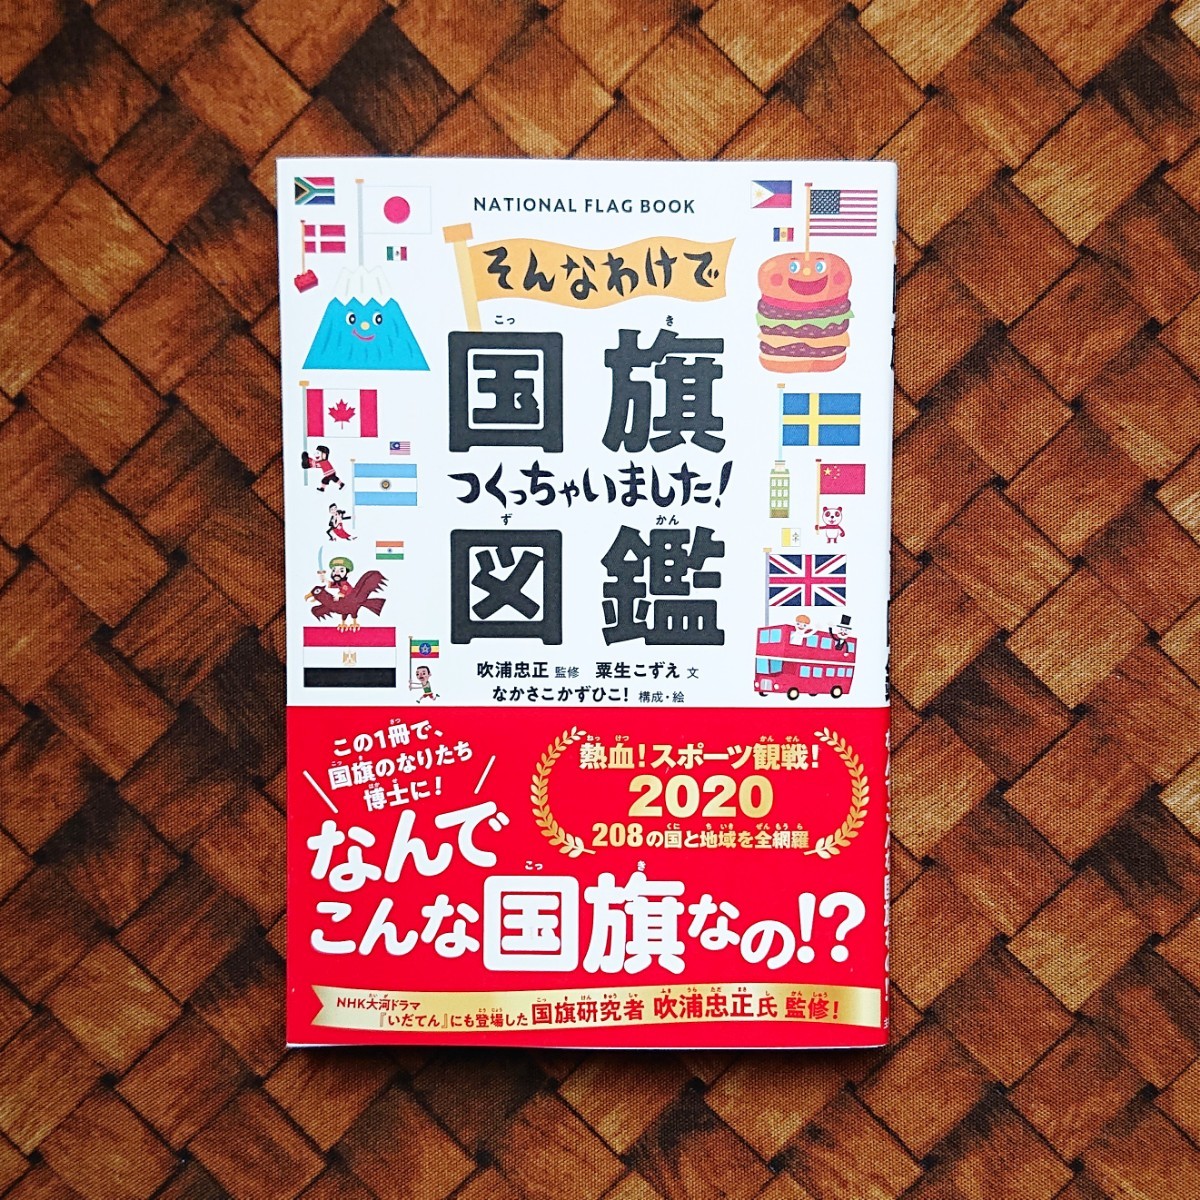 NATIONAL FLAG BOOK
そんなわけで
こっ き
国旗
つくっちゃいました!
ず かん
図鑑
吹浦忠正 監修 粟生こずえ 文
なかさこかずひこ! 構成・絵
この1冊で、
国旗のなりたち
博士に!
熱血!スポーツ観戦!
2020
208の国と地域を全網羅
なんで
こんな国旗なの!?
NHK大河ドラマ
『いだてん』にも登場した国旗研究者 吹浦忠正氏 監修!